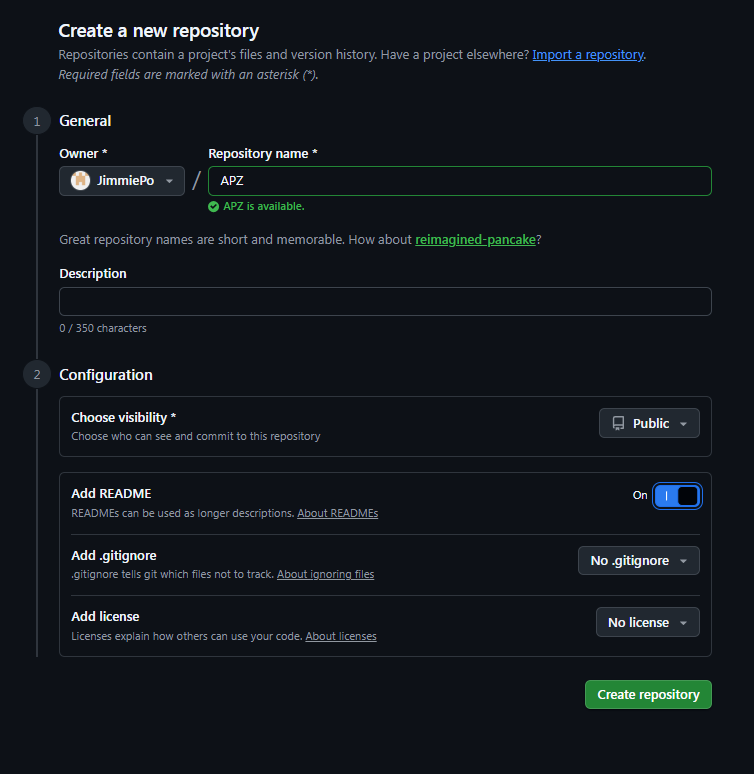 Create a new repository
Repositories contain a project's files and version history. Have a project elsewhere? Import a repository.
Required fields are marked with an asterisk (*).
1 General
Owner * Repository name *
JimmiePo / APZ
APZ is available.
Great repository names are short and memorable. How about reimagined-pancake?
Description
0 / 350 characters
2 Configuration
Choose visibility * Public
Choose who can see and commit to this repository
Add README On
READMEs can be used as longer descriptions. About READMEs
Add .gitignore No .gitignore
.gitignore tells git which files not to track. About ignoring files
Add license No license
Licenses explain how others can use your code. About licenses
Create repository